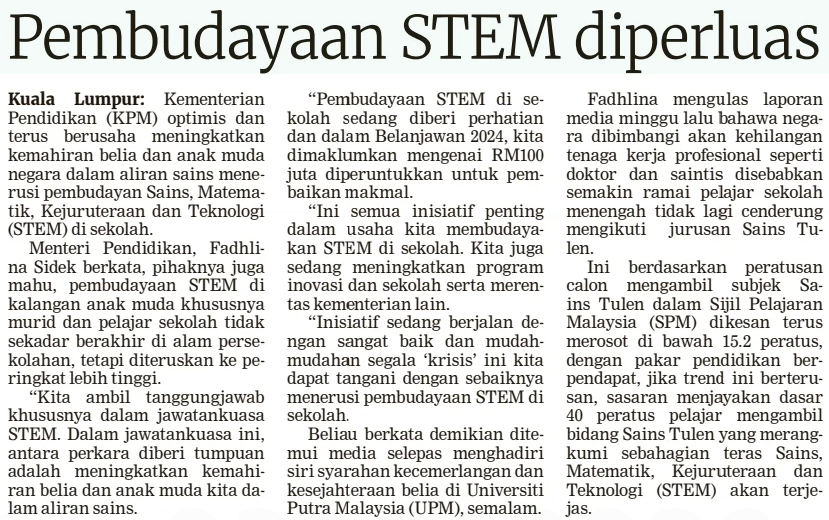 Pembudayaan STEM diperluas
Kuala Lumpur: Kementerian
Pendidikan (KPM) optimis dan
terus berusaha meningkatkan
kemahiran belia dan anak muda
negara dalam aliran sains mene-
rusi pembudayan Sains, Matema-
tik, Kejuruteraan dan Teknologi
(STEM) di sekolah.
Menteri Pendidikan, Fadhli-
na Sidek berkata, pihaknya juga
mahu, pembudayaan STEM di
kalangan anak muda khususnya
murid dan pelajar sekolah tidak
sekadar berakhir di alam perse-
kolahan, tetapi diteruskan ke pe-
ringkat lebih tinggi.
“Kita ambil tanggungjawab
khususnya dalam jawatankuasa
STEM. Dalam jawatankuasa ini,
antara perkara diberi tumpuan
adalah meningkatkan kemahi-
ran belia dan anak muda kita da-
lam aliran sains.
“Pembudayaan STEM di se-
kolah sedang diberi perhatian
dan dalam Belanjawan 2024, kita
dimaklumkan mengenai RM100
juta diperuntukkan untuk pem-
baikan makmal.
“Ini semua inisiatif penting
dalam usaha kita membudaya-
kan STEM di sekolah. Kita juga
sedang meningkatkan program
inovasi dan sekolah serta meren-
tas kementerian lain.
“Inisiatif sedang berjalan de-
ngan sangat baik dan mudah-
mudahan segala ‘krisis’ ini kita
dapat tangani dengan sebaiknya
menerusi pembudayaan STEM di
sekolah.
Beliau berkata demikian dite-
mui media selepas menghadiri
siri syarahan kecemerlangan dan
kesejahteraan belia di Universiti
Putra Malaysia (UPM), semalam.
Fadhlina mengulas laporan
media minggu lalu bahawa nega-
ra dibimbangi akan kehilangan
tenaga kerja profesional seperti
doktor dan saintis disebabkan
semakin ramai pelajar sekolah
menengah tidak lagi cenderung
mengikuti jurusan Sains Tu-
len.
Ini berdasarkan peratusan
calon mengambil subjek Sa-
ins Tulen dalam Sijil Pelajaran
Malaysia (SPM) dikesan terus
merosot di bawah 15.2 peratus,
dengan pakar pendidikan ber-
pendapat, jika trend ini berteru-
san, sasaran menjayakan dasar
40 peratus pelajar mengambil
bidang Sains Tulen yang merang-
kumi sebahagian teras Sains,
Matematik, Kejuruteraan dan
Teknologi (STEM) akan terje-
jas.